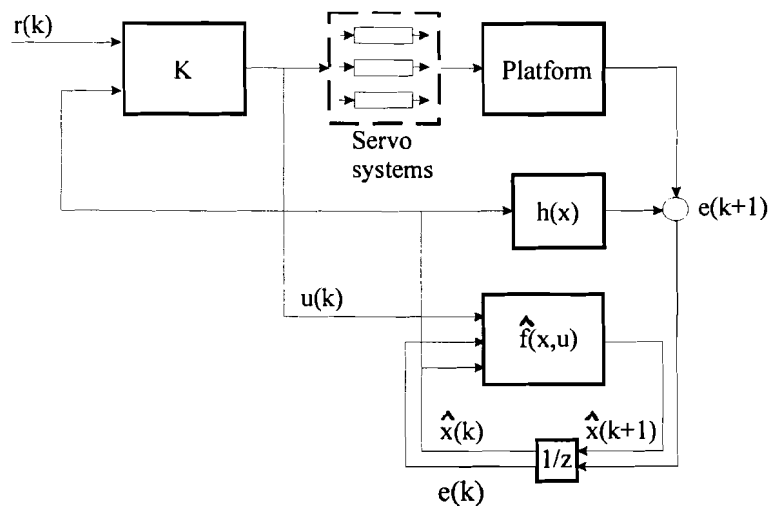 r(k)
K
Platform
Servo
systems
h(x)
e(k+1)
u(k)
f̂(x,u)
x̂(k)
x̂(k+1)
1/z
e(k)